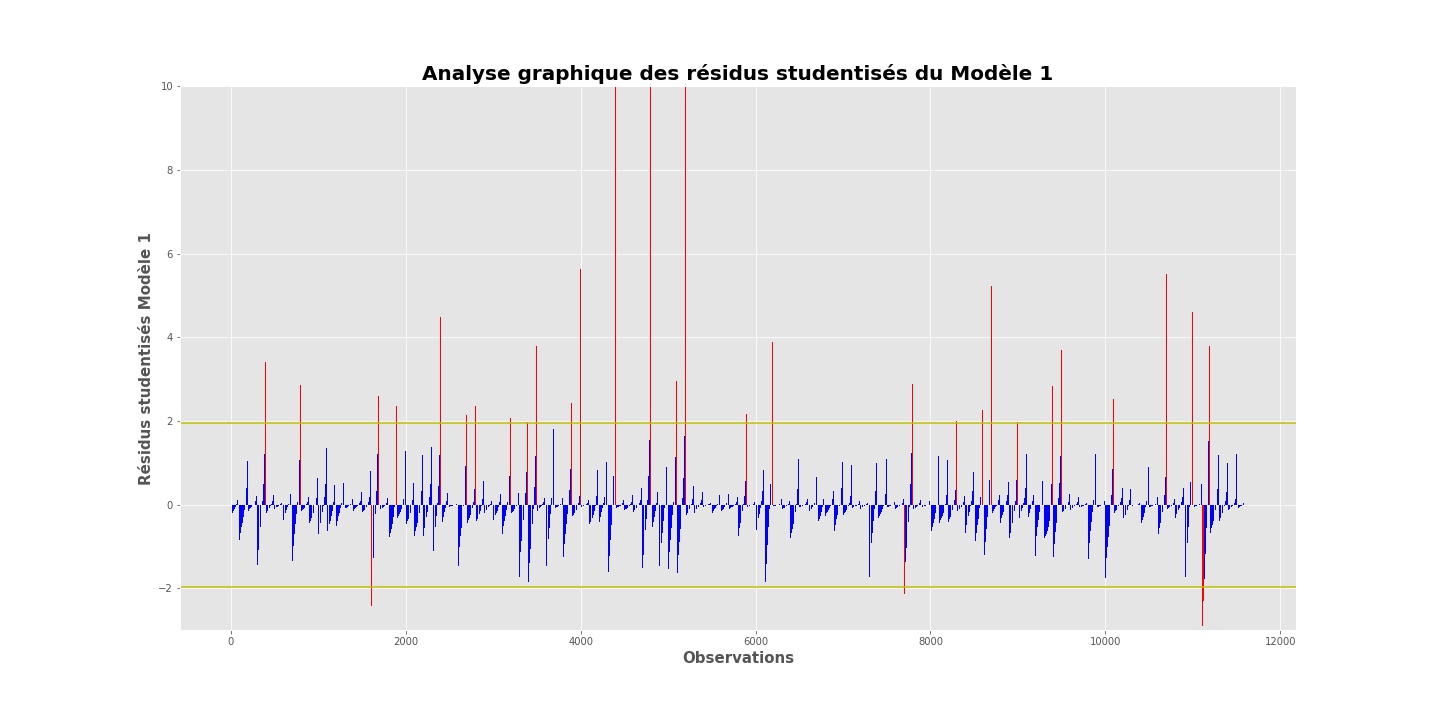 Analyse graphique des résidus studentisés du Modèle 1
Résidus studentisés Modèle 1
10
8
6
4
2
0
−2
0 2000 4000 6000 8000 10000 12000
Observations